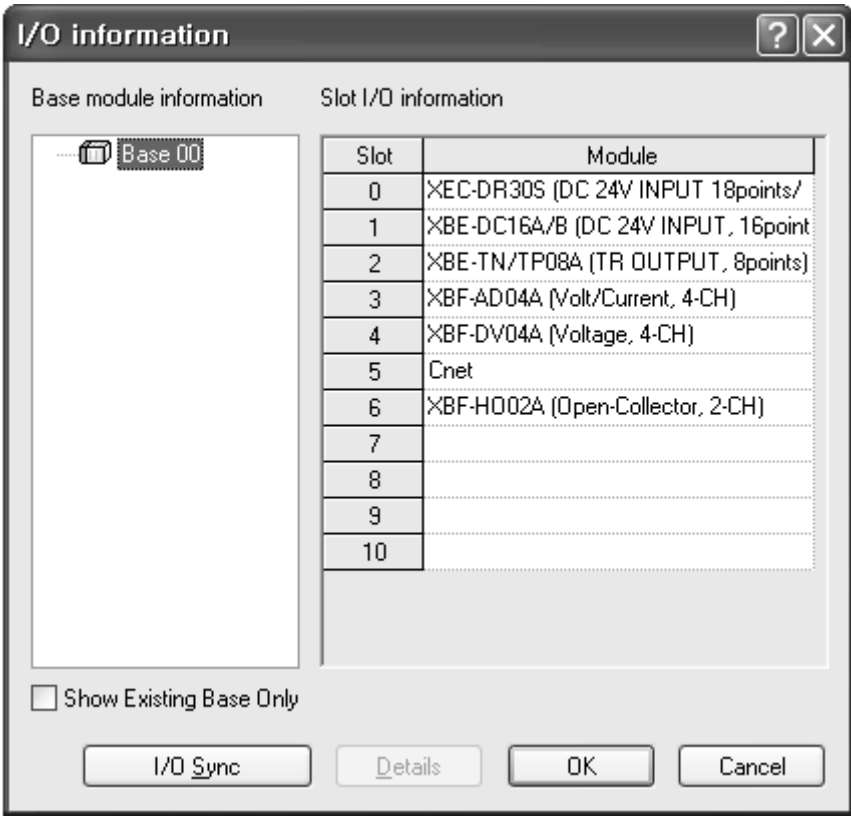 I/O information
Base module information
Slot I/O information
Base 00
Slot Module
0 XEC-DR30S (DC 24V INPUT 18points/
1 XBE-DC16A/B (DC 24V INPUT, 16point
2 XBE-TN/TP08A (TR OUTPUT, 8points)
3 XBF-AD04A (Volt/Current, 4-CH)
4 XBF-DV04A (Voltage, 4-CH)
5 Cnet
6 XBF-HO02A (Open-Collector, 2-CH)
7
8
9
10
Show Existing Base Only
I/O Sync Details OK Cancel